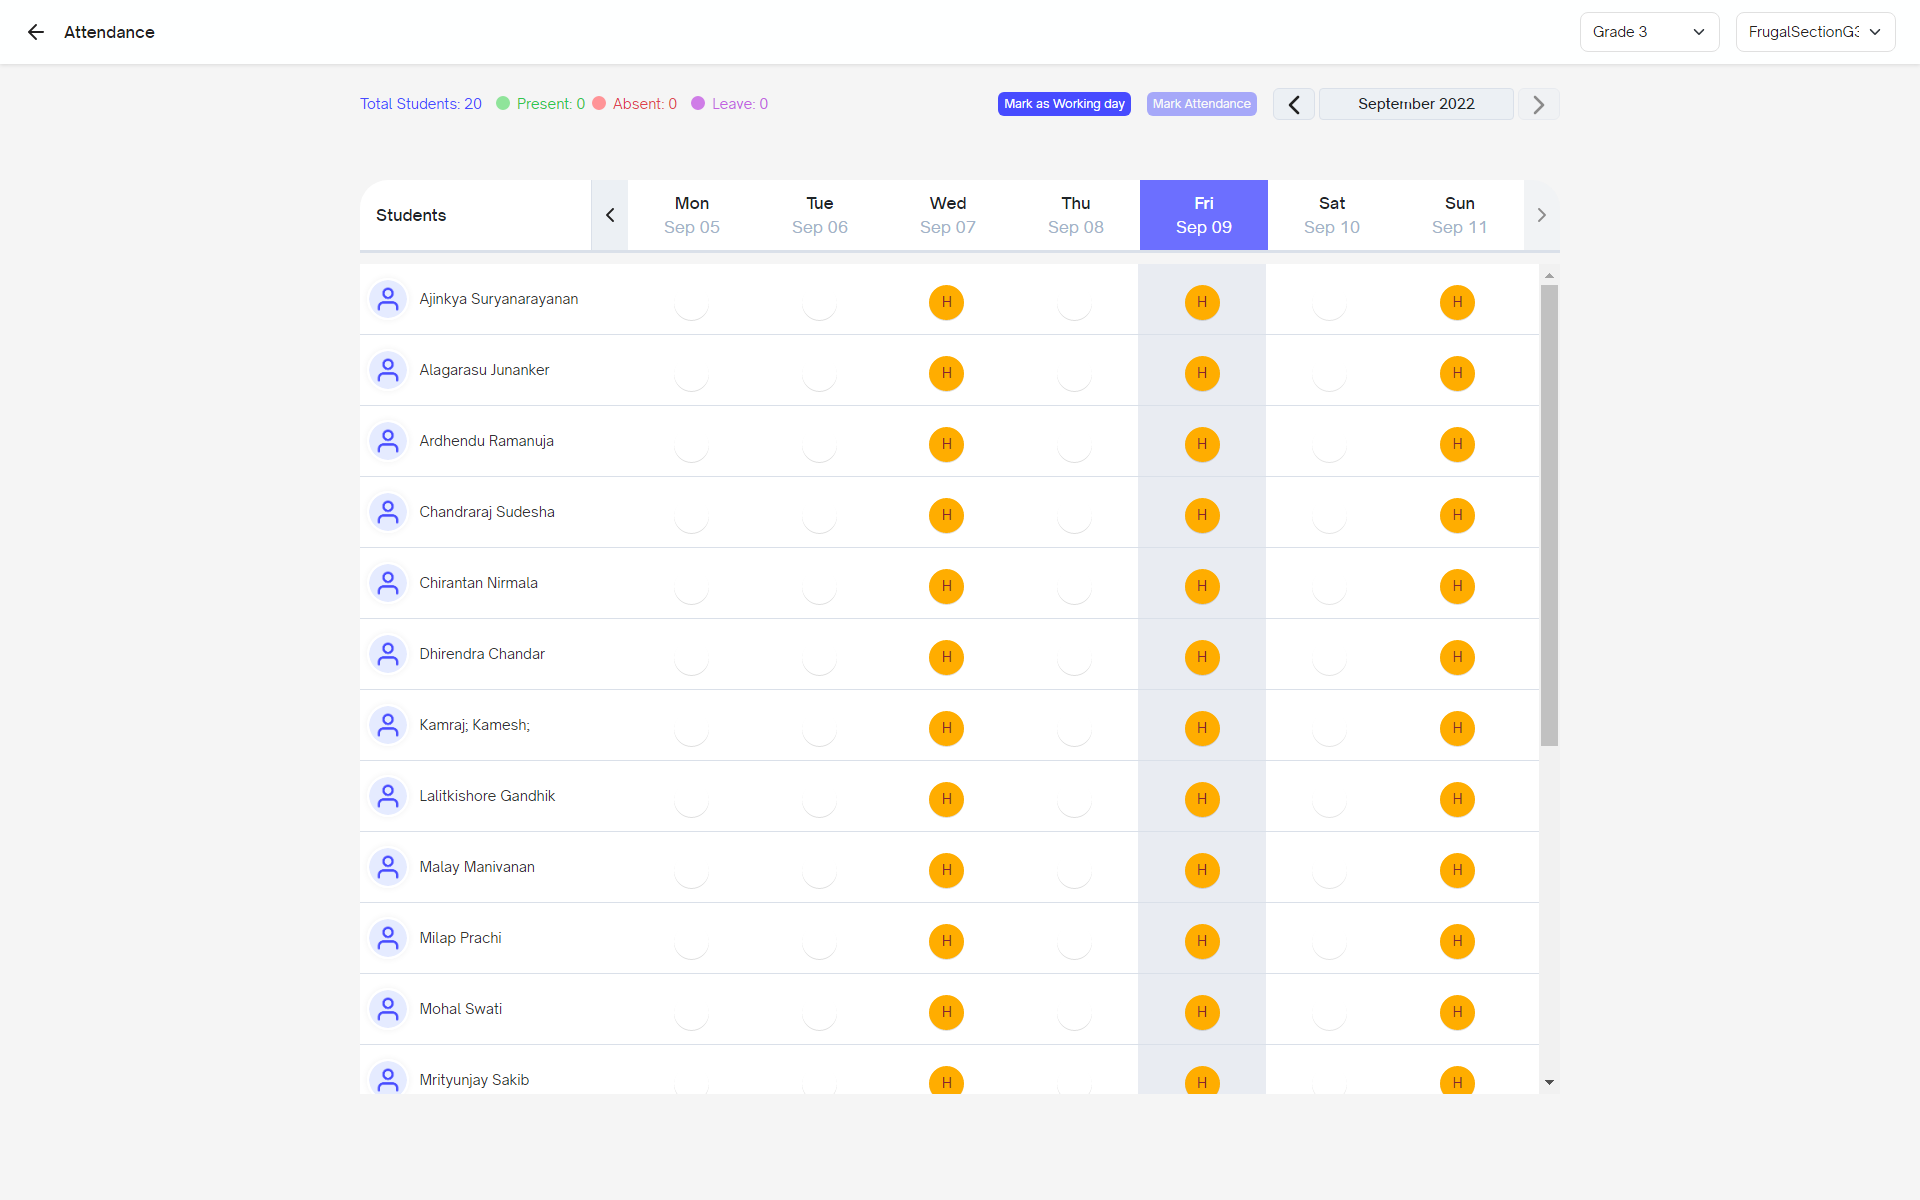 Attendance
Grade 3
FrugalSectionG3
Total Students: 20 Present: 0 Absent: 0 Leave: 0
Mark as Working day
Mark Attendance
September 2022
Students
Mon Tue Wed Thu Fri Sat Sun
Sep 05 Sep 06 Sep 07 Sep 08 Sep 09 Sep 10 Sep 11
Ajinkya Suryanarayanan H H H
Alagarasu Junanker H H H
Ardhendu Ramanuja H H H
Chandraraj Sudesha H H H
Chirantan Nirmala H H H
Dhirendra Chandar H H H
Kamraj; Kamesh; H H H
Lalitkishore Gandhik H H H
Malay Manivanan H H H
Milap Prachi H H H
Mohal Swati H H H
Mrityunjay Sakib H H H